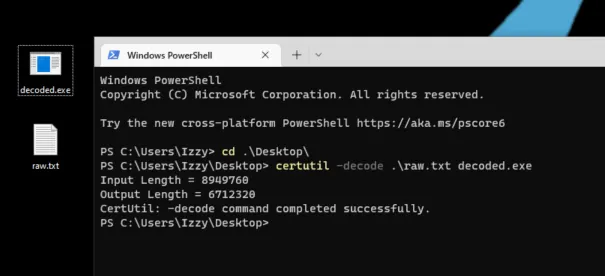 Windows PowerShell
decoded.exe
raw.txt
Windows PowerShell
Copyright (C) Microsoft Corporation. All rights reserved.
Try the new cross-platform PowerShell https://aka.ms/pscore6
PS C:\Users\Izzy> cd .\Desktop\
PS C:\Users\Izzy\Desktop> certutil -decode .\raw.txt decoded.exe
Input Length = 8949760
Output Length = 6712320
CertUtil: -decode command completed successfully.
PS C:\Users\Izzy\Desktop>